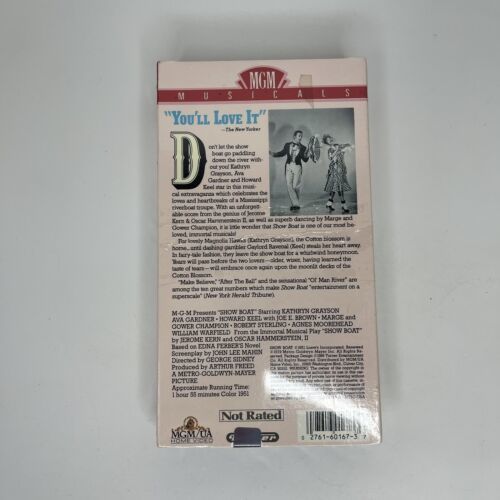 MGM
MUSICALS
"YOU'LL LOVE IT"
—The New Yorker
Don't let the show
boat go paddling
down the river with-
out you! Kathryn
Grayson, Ava
Gardner and Howard
Keel star in this musi-
cal extravaganza which celebrates the
loves and heartbreaks of a Mississippi
riverboat troupe. With an unforget-
able score from the genius of Jerome
Kern & Oscar Hammerstein II, as well as superb dancing by Marge and
Gower Champion, it is little wonder that Show Boat is one of our most be-
loved, immortal musicals!
For lovely Magnolia Hawks (Kathryn Grayson), the Cotton Blossom is
home...until dashing gambler Gaylord Ravenal (Keel) steals her heart away.
In fairy-tale fashion, they leave the show boat for a whirlwind honeymoon.
Years will pass before the two lovers—older, wiser, having learned the
taste of tears—will embrace once again upon the moonlit decks of the
Cotton Blossom.
"Make Believe," "After The Ball" and the sensational "Ol' Man River" are
among the ten great numbers which make Show Boat "entertainment on a
superscale" (New York Herald Tribune).
M-G-M Presents "SHOW BOAT" Starring KATHRYN GRAYSON
AVA GARDNER • HOWARD KEEL with JOE E. BROWN • MARGE and
GOWER CHAMPION • ROBERT STERLING • AGNES MOOREHEAD
WILLIAM WARFIELD From the Immortal Musical Play "SHOW BOAT"
by JEROME KERN and OSCAR HAMMERSTEIN, II
Based on EDNA FERBER'S Novel
Screenplay by JOHN LEE MAHIN
Directed by GEORGE SIDNEY
Produced by ARTHUR FREED
A METRO-GOLDWYN-MAYER
PICTURE
Approximate Running Time:
1 hour 55 minutes Color 1951
MGM/UA
HOME VIDEO
Not Rated
0 27616-0167-3 7